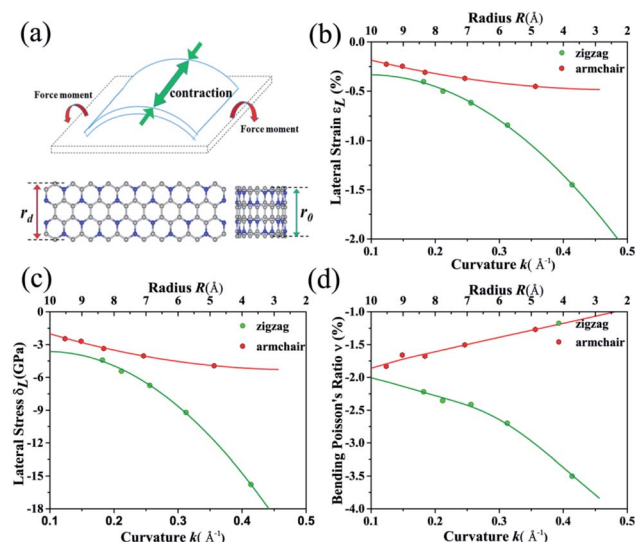 (a)
contraction
Force moment
Force moment
r_d
r_0
(b)
Radius R(Å)
10 9 8 7 6 5 4 3 2
zigzag
armchair
Lateral Strain ε_L (%)
0.0
-0.5
-1.0
-1.5
-2.0
0.1 0.2 0.3 0.4 0.5
Curvature k( Å⁻¹)
(c)
Radius R(Å)
10 9 8 7 6 5 4 3 2
zigzag
armchair
Lateral Stress δ_L(GPa)
0
-3
-6
-9
-12
-15
-18
0.1 0.2 0.3 0.4 0.5
Curvature k( Å⁻¹)
(d)
Radius R(Å)
10 9 8 7 6 5 4 3 2
zigzag
armchair
Bending Poisson's Ratio ν (%)
-1.0
-1.5
-2.0
-2.5
-3.0
-3.5
-4.0
0.1 0.2 0.3 0.4 0.5
Curvature k( Å⁻¹)